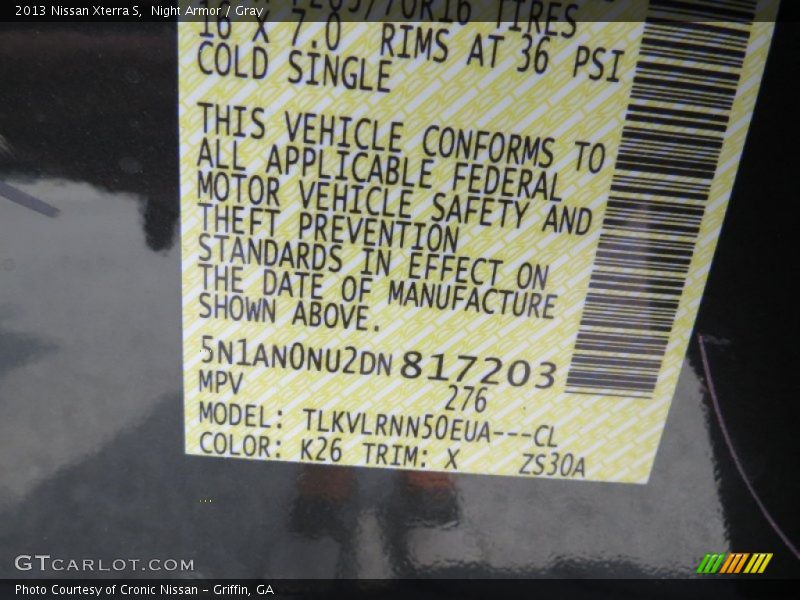 2013 Nissan Xterra S, Night Armor / Gray
P265/70R16 TIRES
16 X 7.0 RIMS AT 36 PSI
COLD SINGLE
THIS VEHICLE CONFORMS TO
ALL APPLICABLE FEDERAL
MOTOR VEHICLE SAFETY AND
THEFT PREVENTION
STANDARDS IN EFFECT ON
THE DATE OF MANUFACTURE
SHOWN ABOVE.
5N1AN0NU2DN817203
MPV 276
MODEL: TLKVLRNN50EUA---CL
COLOR: K26 TRIM: X ZS30A
GTCARLOT.COM
Photo Courtesy of Cronic Nissan - Griffin, GA